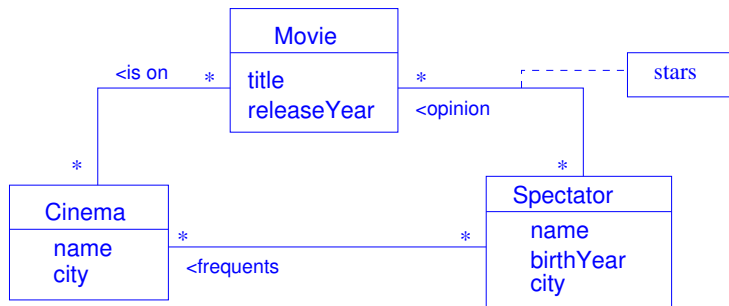 Movie
title
releaseYear
<is on
*
*
<opinion
stars
*
*
Cinema
name
city
*
<frequents
*
Spectator
name
birthYear
city